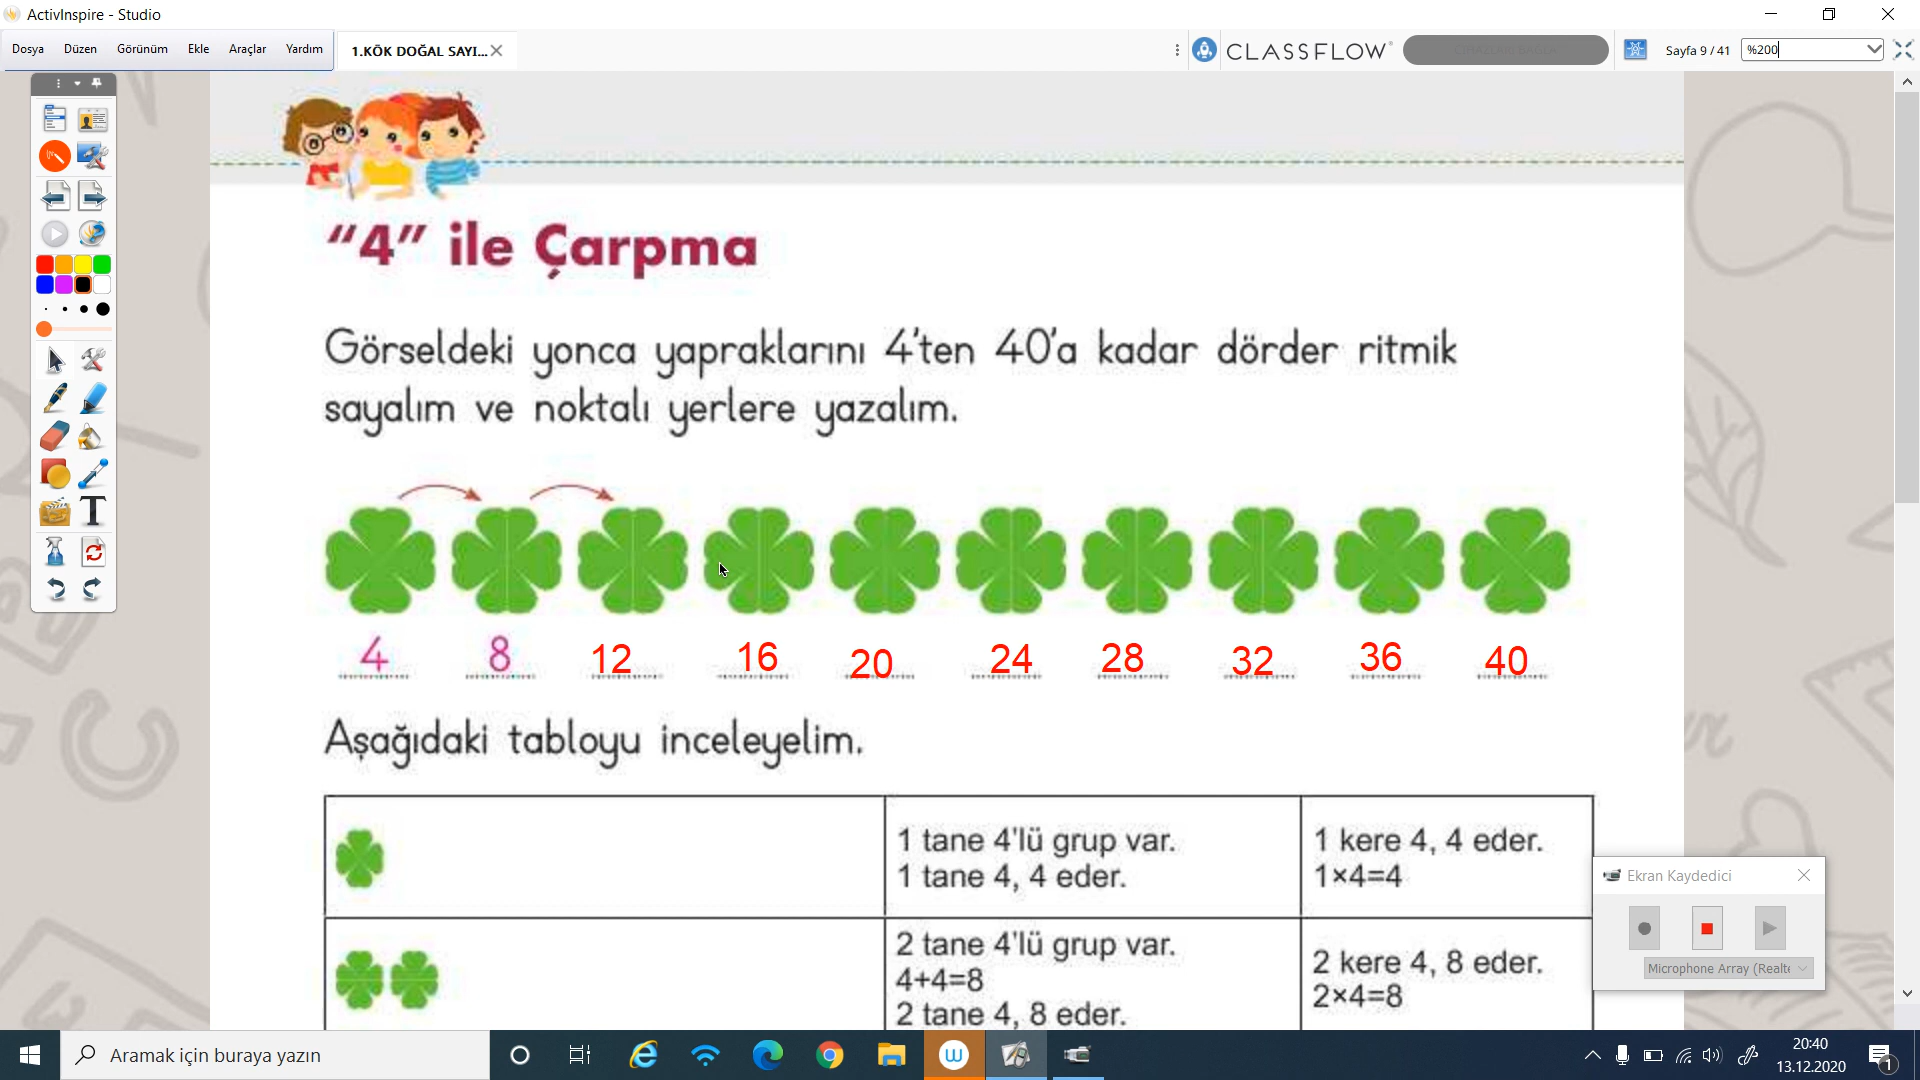 ActivInspire - Studio
Dosya Düzen Görünüm Ekle Araçlar Yardım
1.KÖK DOĞAL SAYI...
CLASSFLOW
Sayfa 9 / 41
%200
"4" ile Çarpma
Görseldeki yonca yapraklarını 4'ten 40'a kadar dörder ritmik
sayalım ve noktalı yerlere yazalım.
4 8 12 16 20 24 28 32 36 40
Aşağıdaki tabloyu inceleyelim.
1 tane 4'lü grup var.
1 tane 4, 4 eder.
1 kere 4, 4 eder.
1×4=4
2 tane 4'lü grup var.
4+4=8
2 tane 4, 8 eder.
2 kere 4, 8 eder.
2×4=8
Ekran Kaydedici
Microphone Array (Realte
Aramak için buraya yazın
20:40
13.12.2020
1